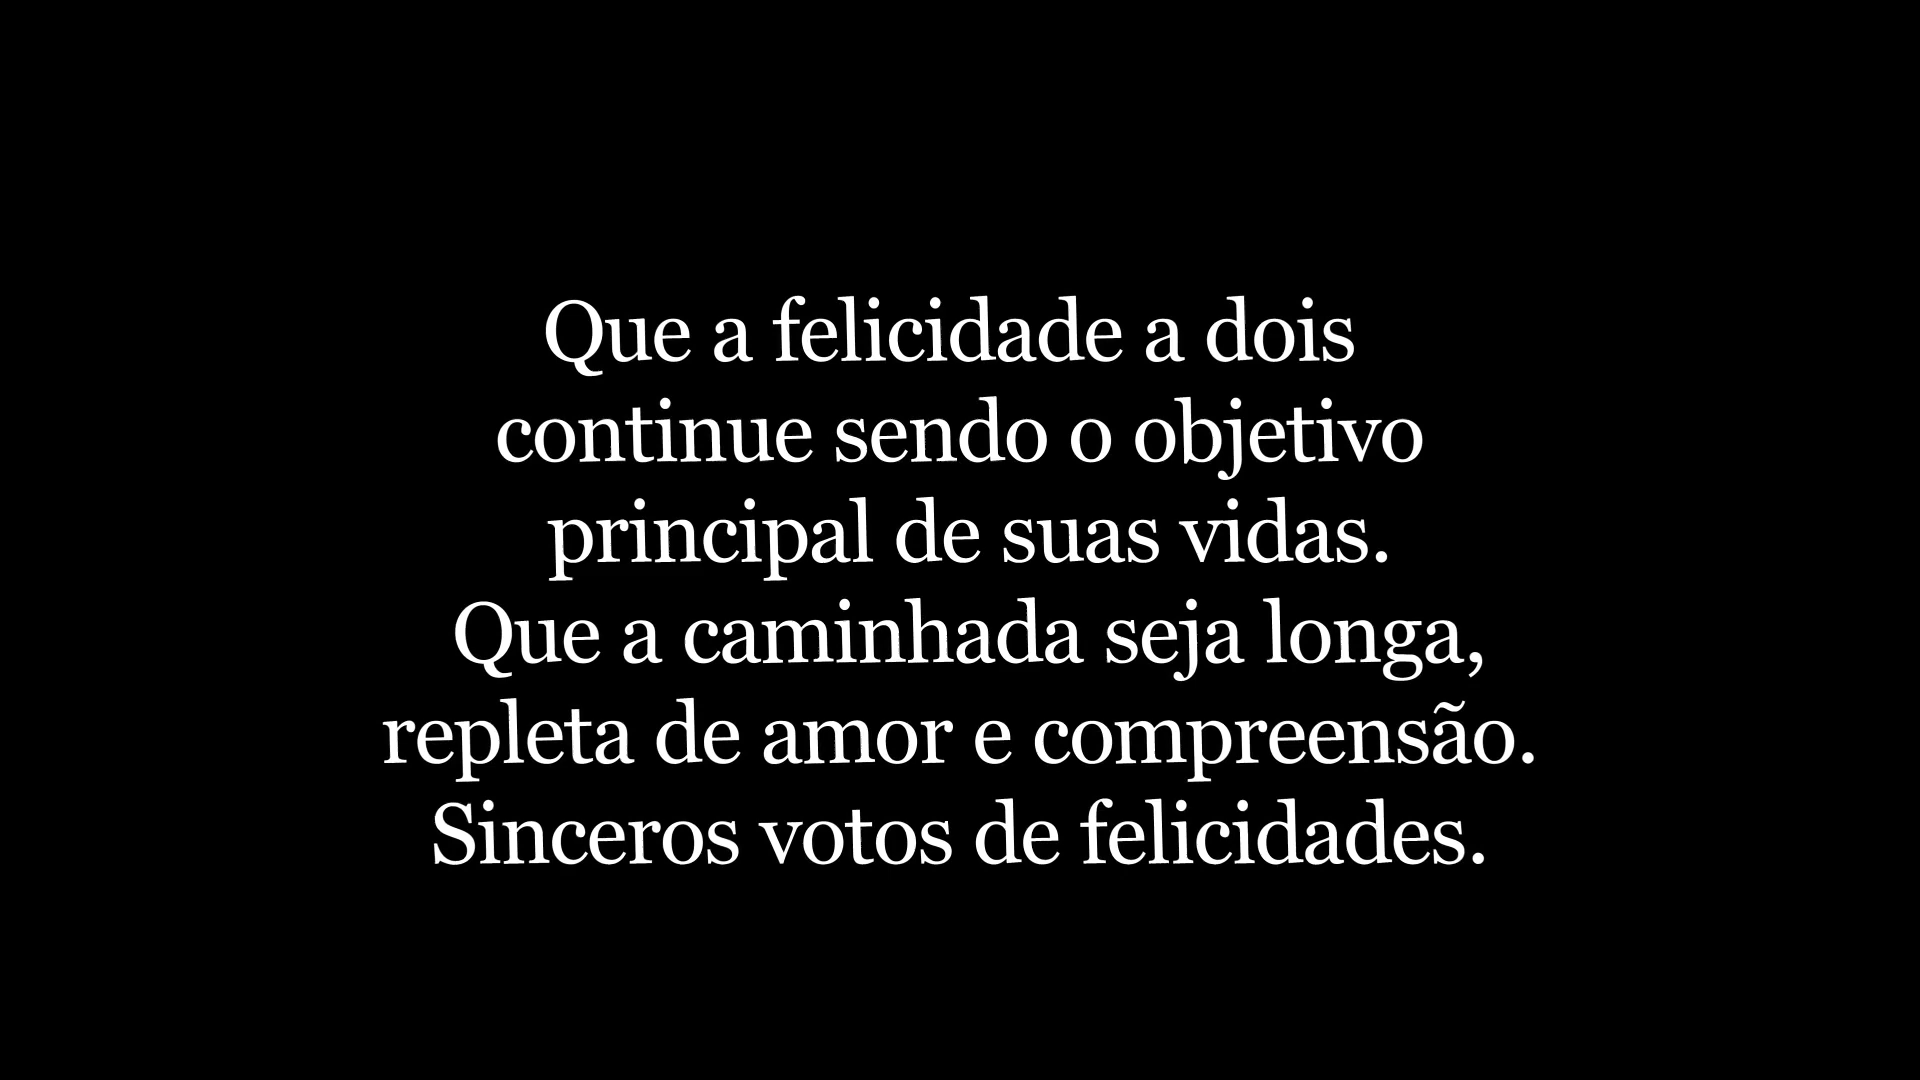 Que a felicidade a dois
continue sendo o objetivo
principal de suas vidas.
Que a caminhada seja longa,
repleta de amor e compreensão.
Sinceros votos de felicidades.